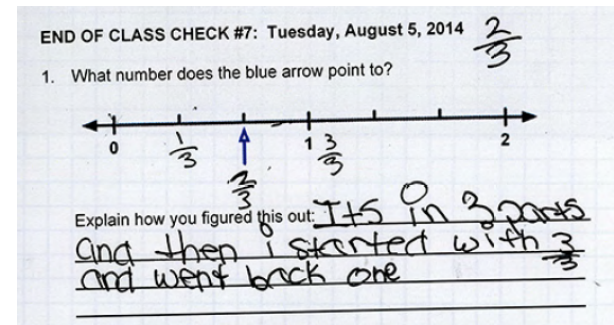 END OF CLASS CHECK #7: Tuesday, August 5, 2014 2/3
1. What number does the blue arrow point to?
0 1/3 2/3 1 3/3 2
Explain how you figured this out: Its in 3 parts
and then i started with 3/3
and went back one